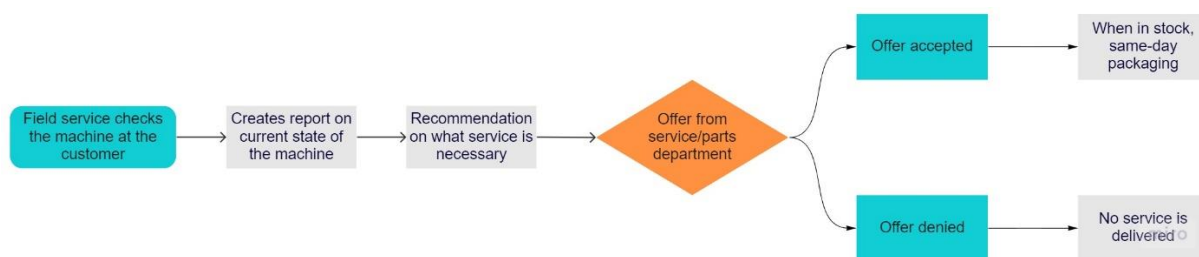 Field service checks
the machine at the
customer
Creates report on
current state of
the machine
Recommendation
on what service is
necessary
Offer from
service/parts
department
Offer accepted
When in stock,
same-day
packaging
Offer denied
No service is
delivered
miro